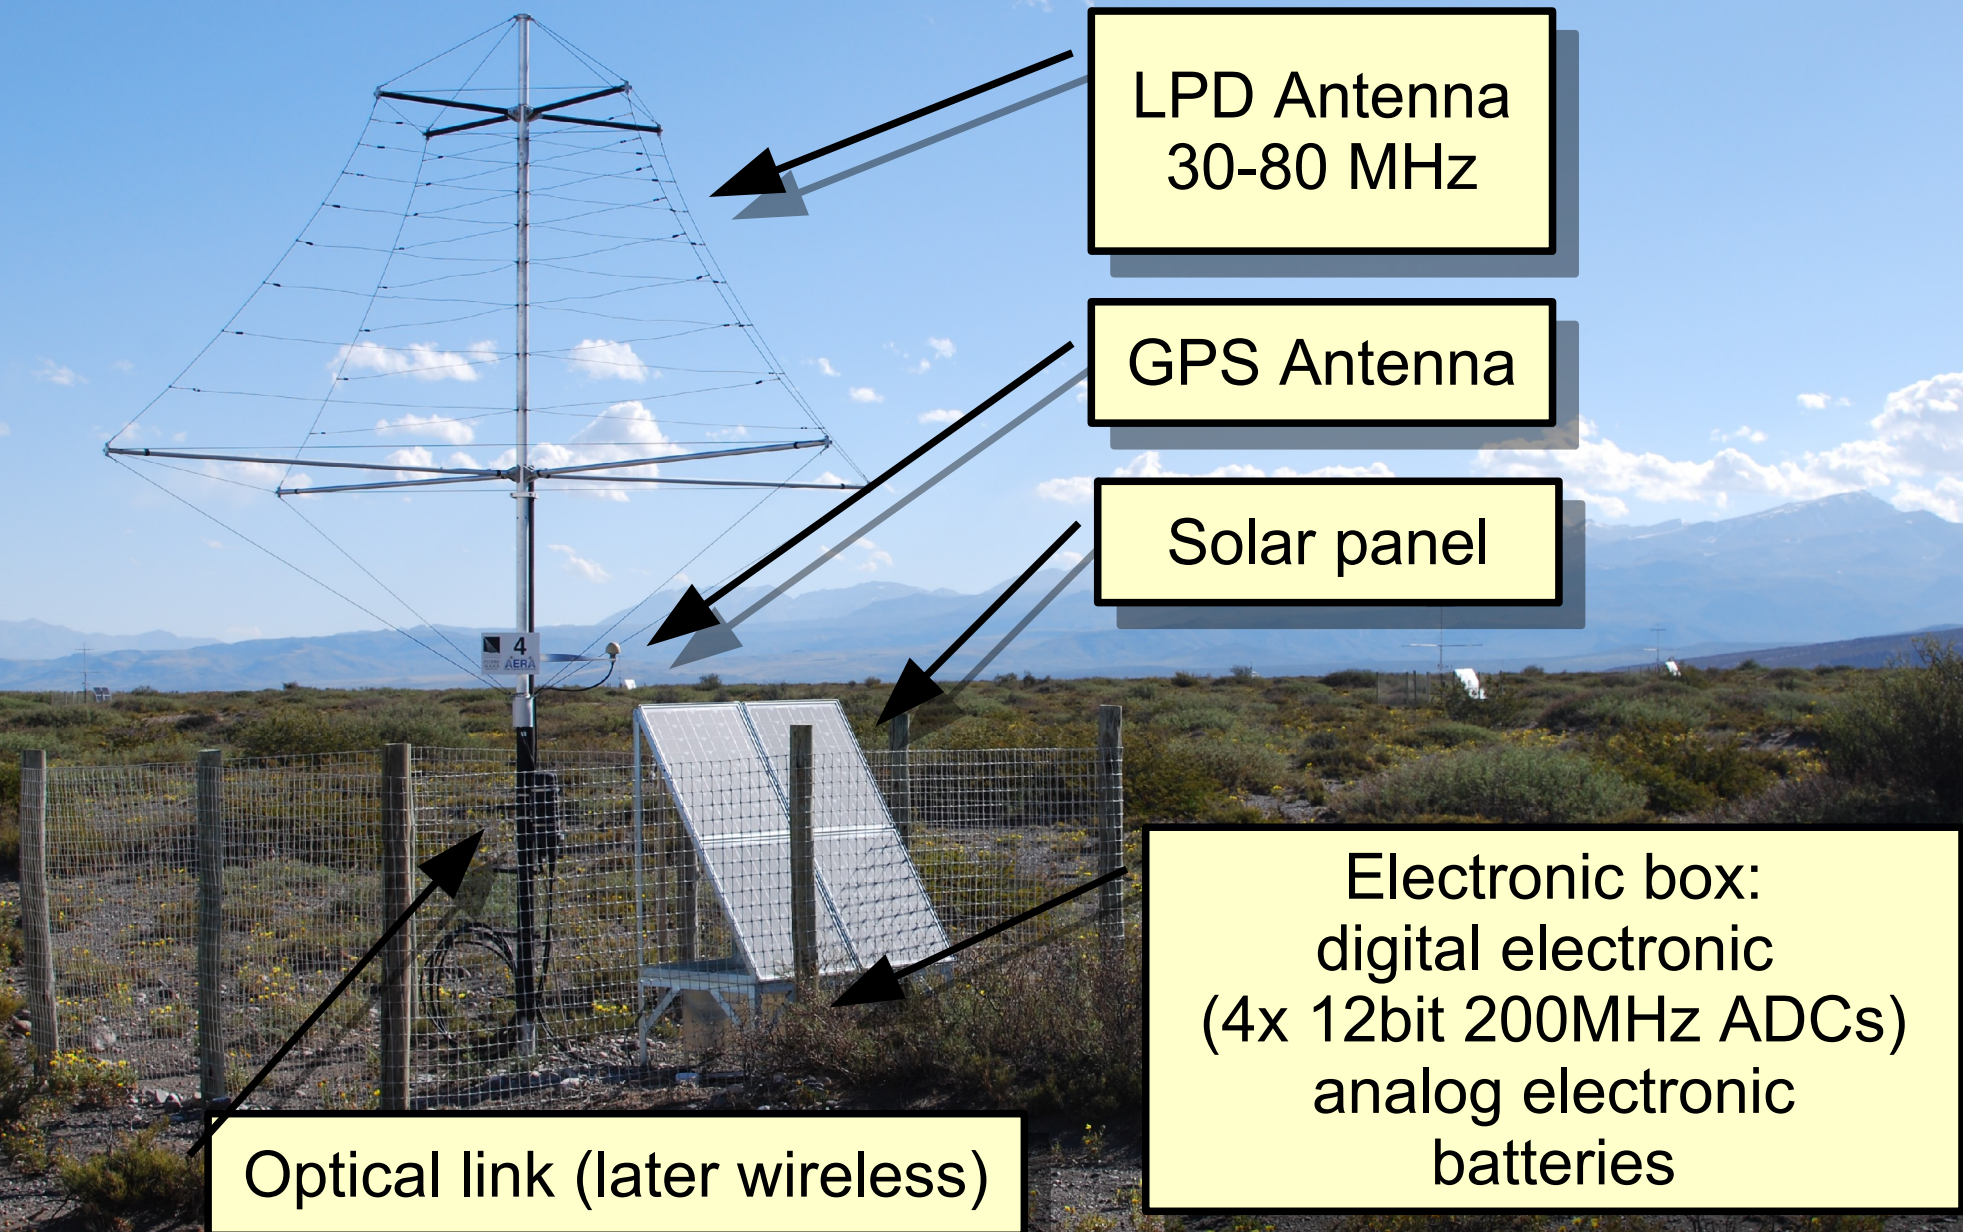 LPD Antenna
30-80 MHz
GPS Antenna
Solar panel
4
AERA
Electronic box:
digital electronic
(4x 12bit 200MHz ADCs)
analog electronic
batteries
Optical link (later wireless)